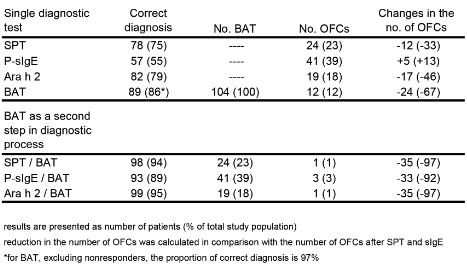 Single diagnostic test Correct diagnosis No. BAT No. OFCs Changes in the no. of OFCs
SPT 78 (75) ---- 24 (23) -12 (-33)
P-sIgE 57 (55) ---- 41 (39) +5 (+13)
Ara h 2 82 (79) ---- 19 (18) -17 (-46)
BAT 89 (86*) 104 (100) 12 (12) -24 (-67)
BAT as a second step in diagnostic process
SPT / BAT 98 (94) 24 (23) 1 (1) -35 (-97)
P-sIgE / BAT 93 (89) 41 (39) 3 (3) -33 (-92)
Ara h 2 / BAT 99 (95) 19 (18) 1 (1) -35 (-97)
results are presented as number of patients (% of total study population)
reduction in the number of OFCs was calculated in comparison with the number of OFCs after SPT and sIgE
*for BAT, excluding nonresponders, the proportion of correct diagnosis is 97%